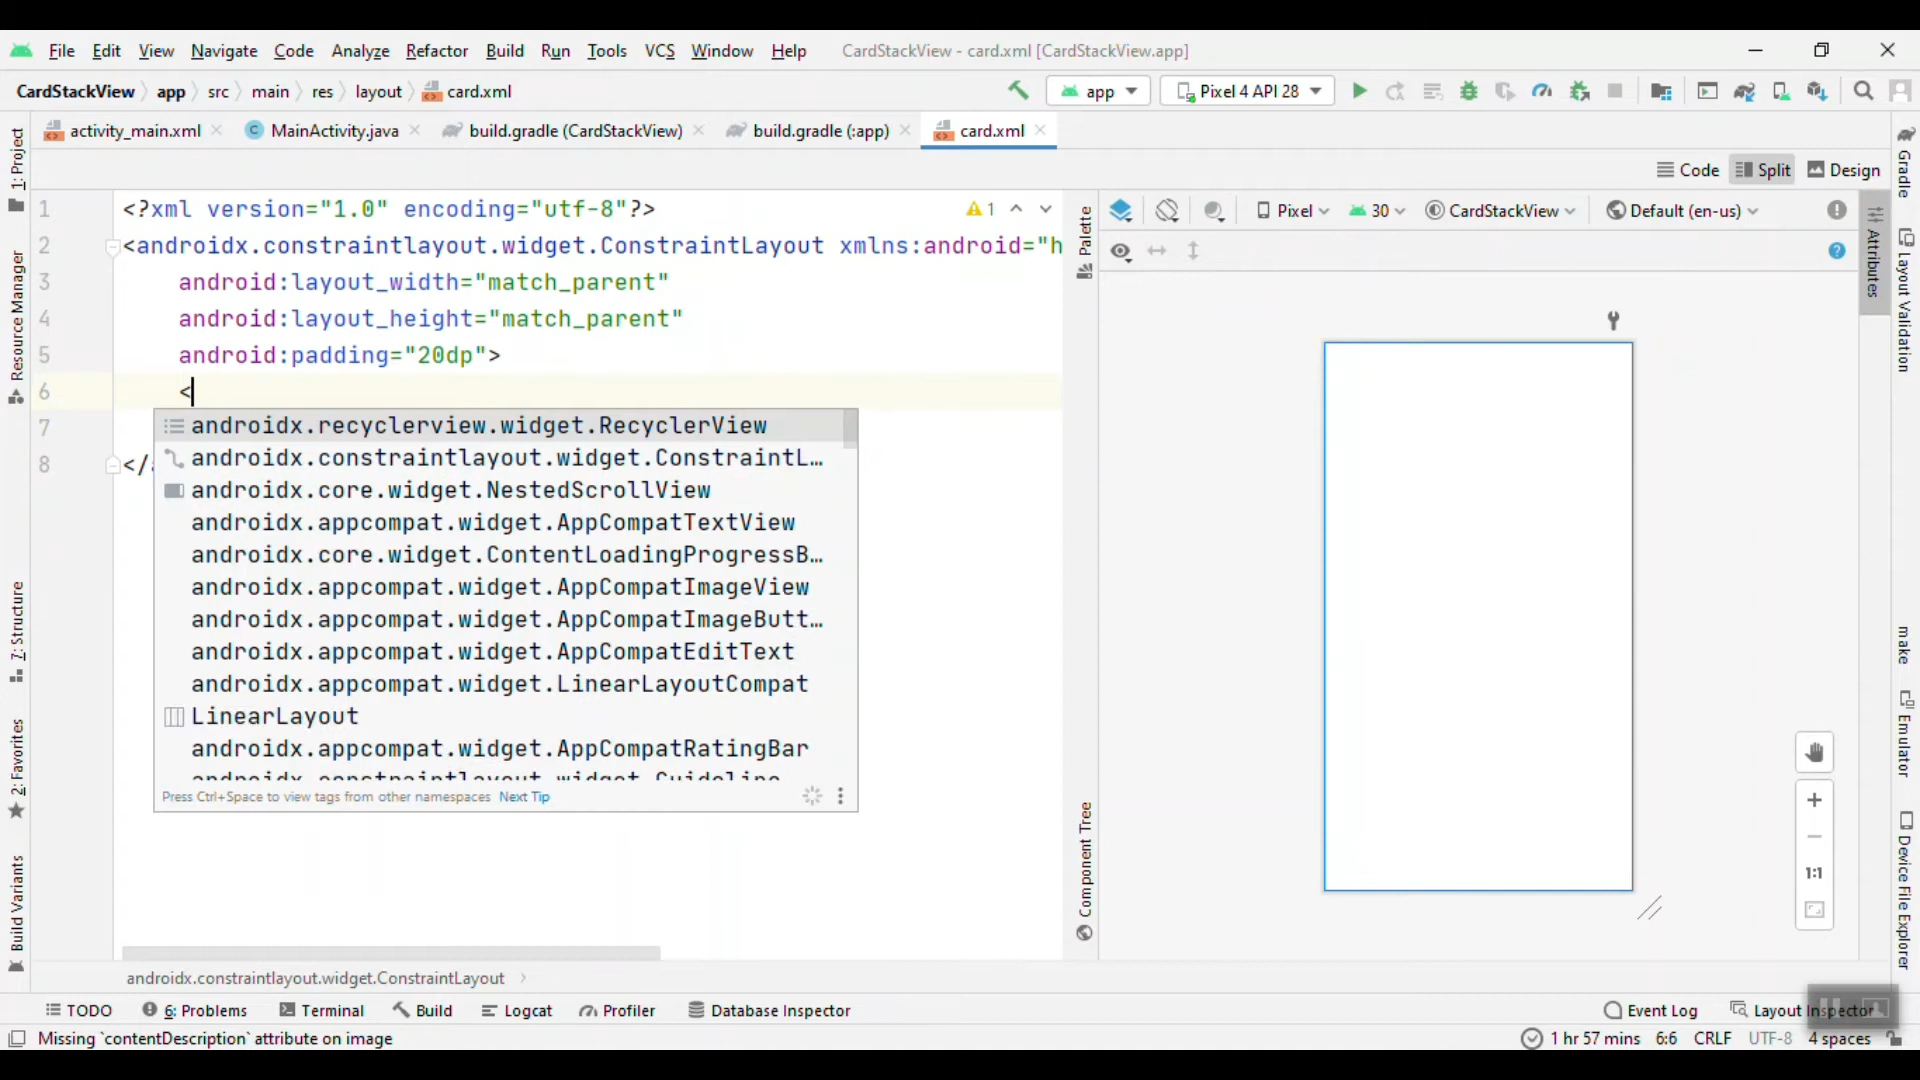 File Edit View Navigate Code Analyze Refactor Build Run Tools VCS Window Help CardStackView - card.xml [CardStackView.app]
CardStackView app src main res layout card.xml app Pixel 4 API 28
activity_main.xml MainActivity.java build.gradle (CardStackView) build.gradle (:app) card.xml
Code Split Design
1 <?xml version="1.0" encoding="utf-8"?> 1
2 <androidx.constraintlayout.widget.ConstraintLayout xmlns:android="h
3 android:layout_width="match_parent"
4 android:layout_height="match_parent"
5 android:padding="20dp">
6 <
7
8 </
androidx.recyclerview.widget.RecyclerView
androidx.constraintlayout.widget.ConstraintL…
androidx.core.widget.NestedScrollView
androidx.appcompat.widget.AppCompatTextView
androidx.core.widget.ContentLoadingProgressB…
androidx.appcompat.widget.AppCompatImageView
androidx.appcompat.widget.AppCompatImageButt…
androidx.appcompat.widget.AppCompatEditText
androidx.appcompat.widget.LinearLayoutCompat
LinearLayout
androidx.appcompat.widget.AppCompatRatingBar
androidx.constraintlayout.widget.Guideline
Press Ctrl+Space to view tags from other namespaces Next Tip
Pixel 30 CardStackView Default (en-us)
1:1
androidx.constraintlayout.widget.ConstraintLayout
1: Project
Resource Manager
7: Structure
2: Favorites
Build Variants
Palette
Component Tree
Attributes
Gradle
Layout Validation
make
Emulator
Device File Explorer
TODO 6: Problems Terminal Build Logcat Profiler Database Inspector Event Log Layout Inspector
Missing `contentDescription` attribute on image 1 hr 57 mins 6:6 CRLF UTF-8 4 spaces